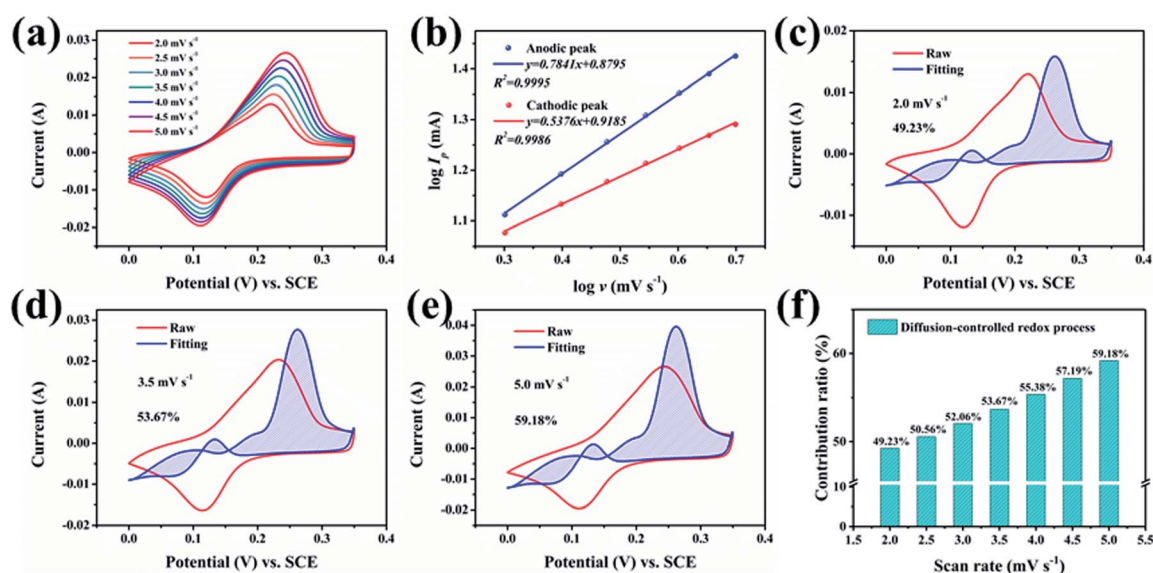 (a)
2.0 mV s⁻¹
2.5 mV s⁻¹
3.0 mV s⁻¹
3.5 mV s⁻¹
4.0 mV s⁻¹
4.5 mV s⁻¹
5.0 mV s⁻¹
0.03
0.02
0.01
0.00
-0.01
-0.02
Current (A)
0.0 0.1 0.2 0.3 0.4
Potential (V) vs. SCE
(b)
Anodic peak
y=0.7841x+0.8795
R²=0.9995
Cathodic peak
y=0.5376x+0.9185
R²=0.9986
1.4
1.3
1.2
1.1
log Iₚ (mA)
0.3 0.4 0.5 0.6 0.7
log v (mV s⁻¹)
(c)
Raw
Fitting
2.0 mV s⁻¹
49.23%
0.02
0.01
0.00
-0.01
Current (A)
0.0 0.1 0.2 0.3 0.4
Potential (V) vs. SCE
(d)
Raw
Fitting
3.5 mV s⁻¹
53.67%
0.03
0.02
0.01
0.00
-0.01
-0.02
Current (A)
0.0 0.1 0.2 0.3 0.4
Potential (V) vs. SCE
(e)
Raw
Fitting
5.0 mV s⁻¹
59.18%
0.04
0.03
0.02
0.01
0.00
-0.01
-0.02
Current (A)
0.0 0.1 0.2 0.3 0.4
Potential (V) vs. SCE
(f)
Diffusion-controlled redox process
49.23% 50.56% 52.06% 53.67% 55.38% 57.19% 59.18%
60
50
10
0
Contribution ratio (%)
1.5 2.0 2.5 3.0 3.5 4.0 4.5 5.0 5.5
Scan rate (mV s⁻¹)